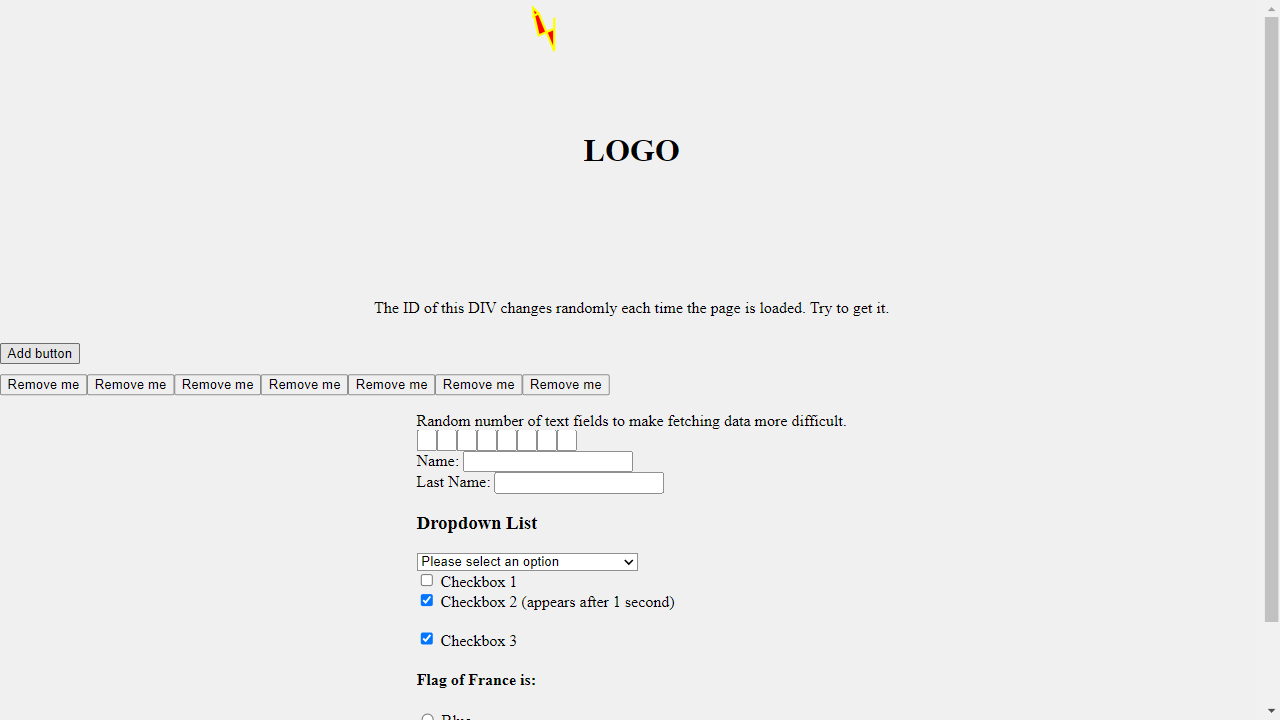 LOGO
The ID of this DIV changes randomly each time the page is loaded. Try to get it.
Add button
Remove me Remove me Remove me Remove me Remove me Remove me Remove me
Random number of text fields to make fetching data more difficult.
Name:
Last Name:
Dropdown List
Please select an option
Checkbox 1
Checkbox 2 (appears after 1 second)
Checkbox 3
Flag of France is:
Blue